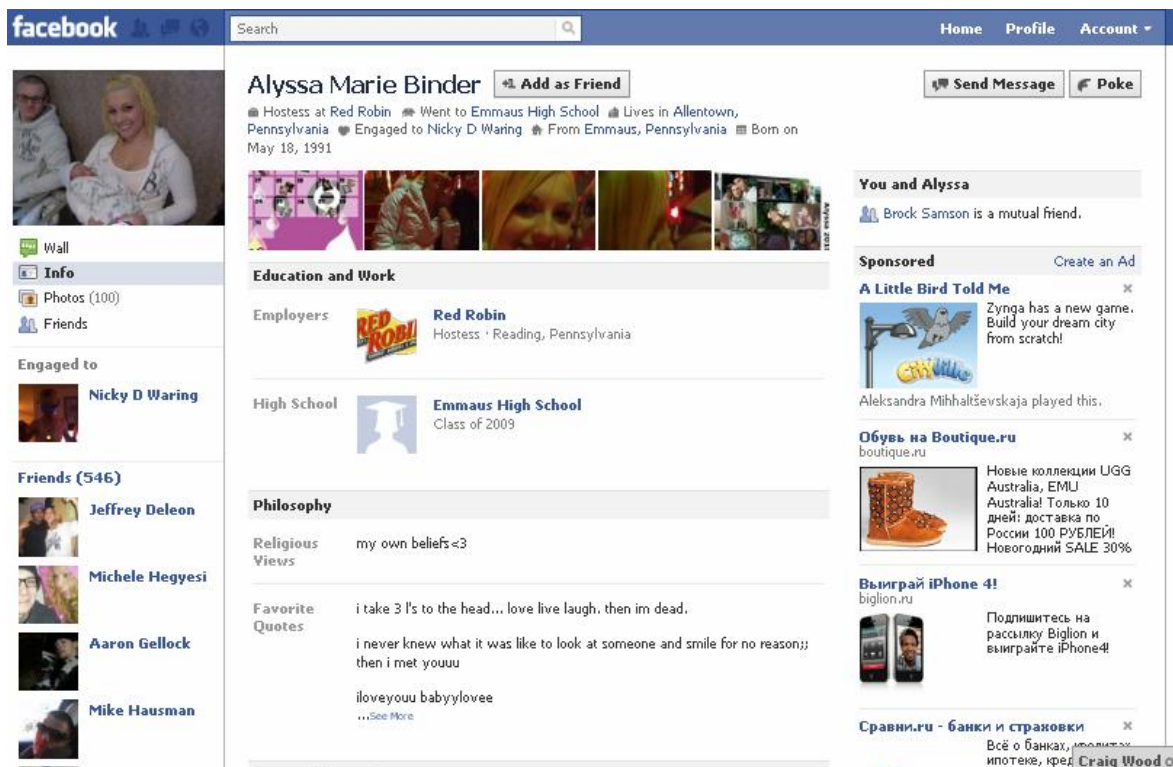 facebook
Search
Home Profile Account
Alyssa Marie Binder
+1 Add as Friend
Send Message
Poke
Hostess at Red Robin Went to Emmaus High School Lives in Allentown,
Pennsylvania Engaged to Nicky D Waring From Emmaus, Pennsylvania Born on
May 18, 1991
Wall
Info
Photos (100)
Friends
Engaged to
Nicky D Waring
Friends (546)
Jeffrey Deleon
Michele Hegyesi
Aaron Gellock
Mike Hausman
Education and Work
Employers
RED ROBIN
Red Robin
Hostess · Reading, Pennsylvania
High School
Emmaus High School
Class of 2009
Philosophy
Religious
Views
my own beliefs<3
Favorite
Quotes
i take 3 l's to the head... love live laugh. then im dead.
i never knew what it was like to look at someone and smile for no reason;;
then i met youuu
iloveyouu babyylovee
...See More
You and Alyssa
Brock Samson is a mutual friend.
Sponsored
Create an Ad
A Little Bird Told Me
Zynga has a new game.
Build your dream city
from scratch!
CityVille
Aleksandra Mihhaltševskaja played this.
Обувь на Boutique.ru
boutique.ru
Новые коллекции UGG
Australia, EMU
Australia! Только 10
дней: доставка по
России 100 РУБЛЕЙ!
Новогодний SALE 30%
Выиграй iPhone 4!
biglion.ru
Подпишитесь на
рассылку Biglion и
выиграйте iPhone4!
Сравни.ru - банки и страховки
Всё о банках,
ипотеке,
Craig Wood